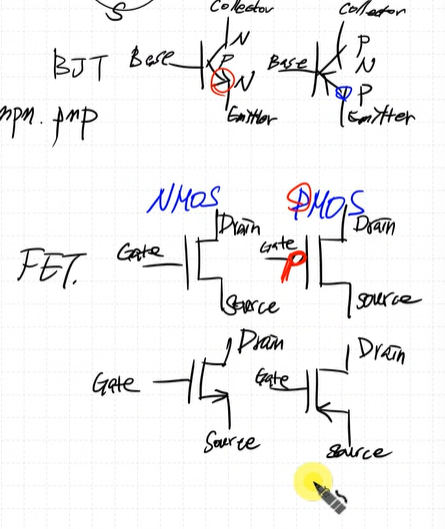 S
Collector Collector
BJT Base N P N Base P N P
npn. pnp Emitter Emitter
NMOS PMOS
Drain Drain
FET. Gate Gate P
Source Source
Drain Drain
Gate Gate
Source Source